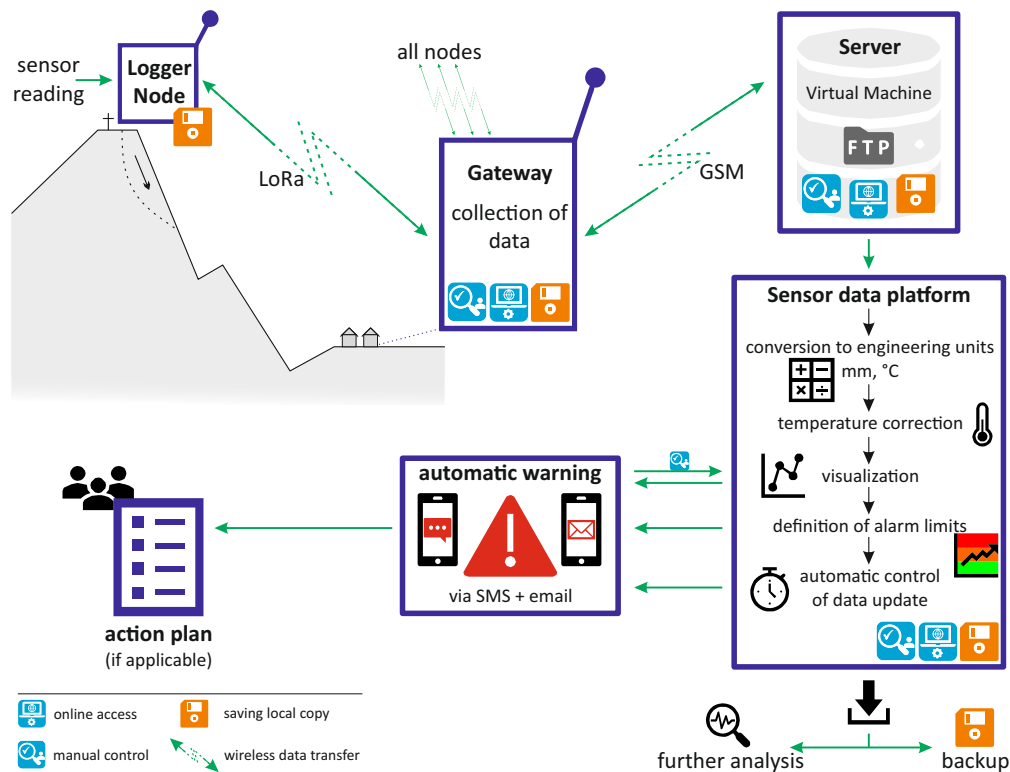 sensor
reading
Logger
Node
LoRa
all nodes
Gateway
collection of
data
GSM
Server
Virtual Machine
FTP
Sensor data platform
conversion to engineering units
mm, °C
temperature correction
visualization
definition of alarm limits
automatic control
of data update
automatic warning
via SMS + email
action plan
(if applicable)
online access
saving local copy
manual control
wireless data transfer
further analysis
backup